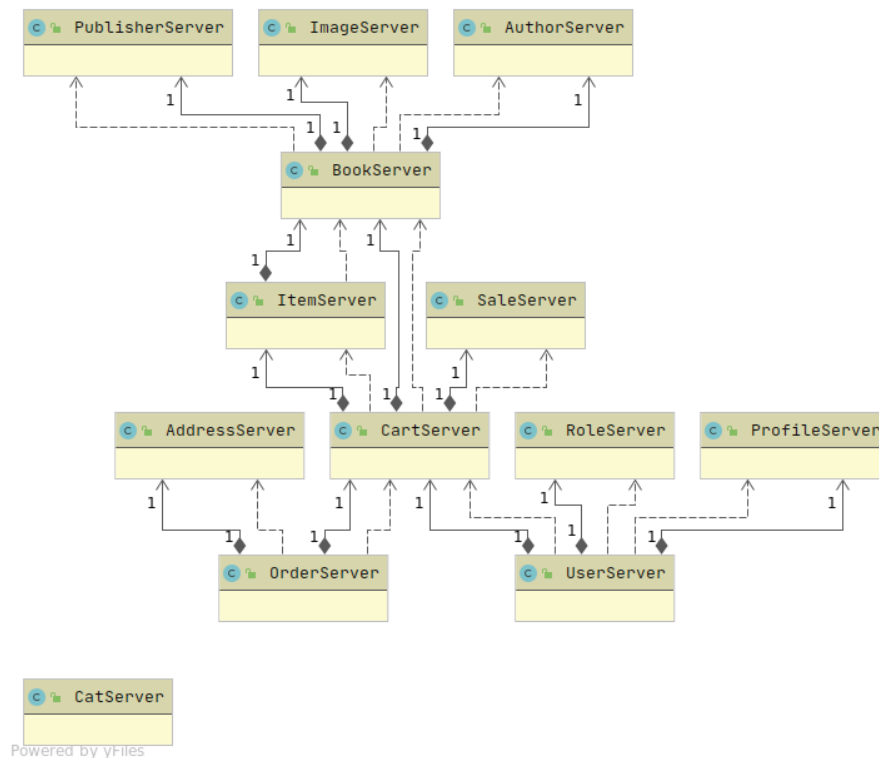 PublisherServer
ImageServer
AuthorServer
1
1
1
1
1
1
BookServer
1
1
1
ItemServer
SaleServer
1
1
1
1
1
AddressServer
CartServer
RoleServer
ProfileServer
1
1
1
1
1
1
1
1
1
1
OrderServer
UserServer
CatServer
Powered by yFiles